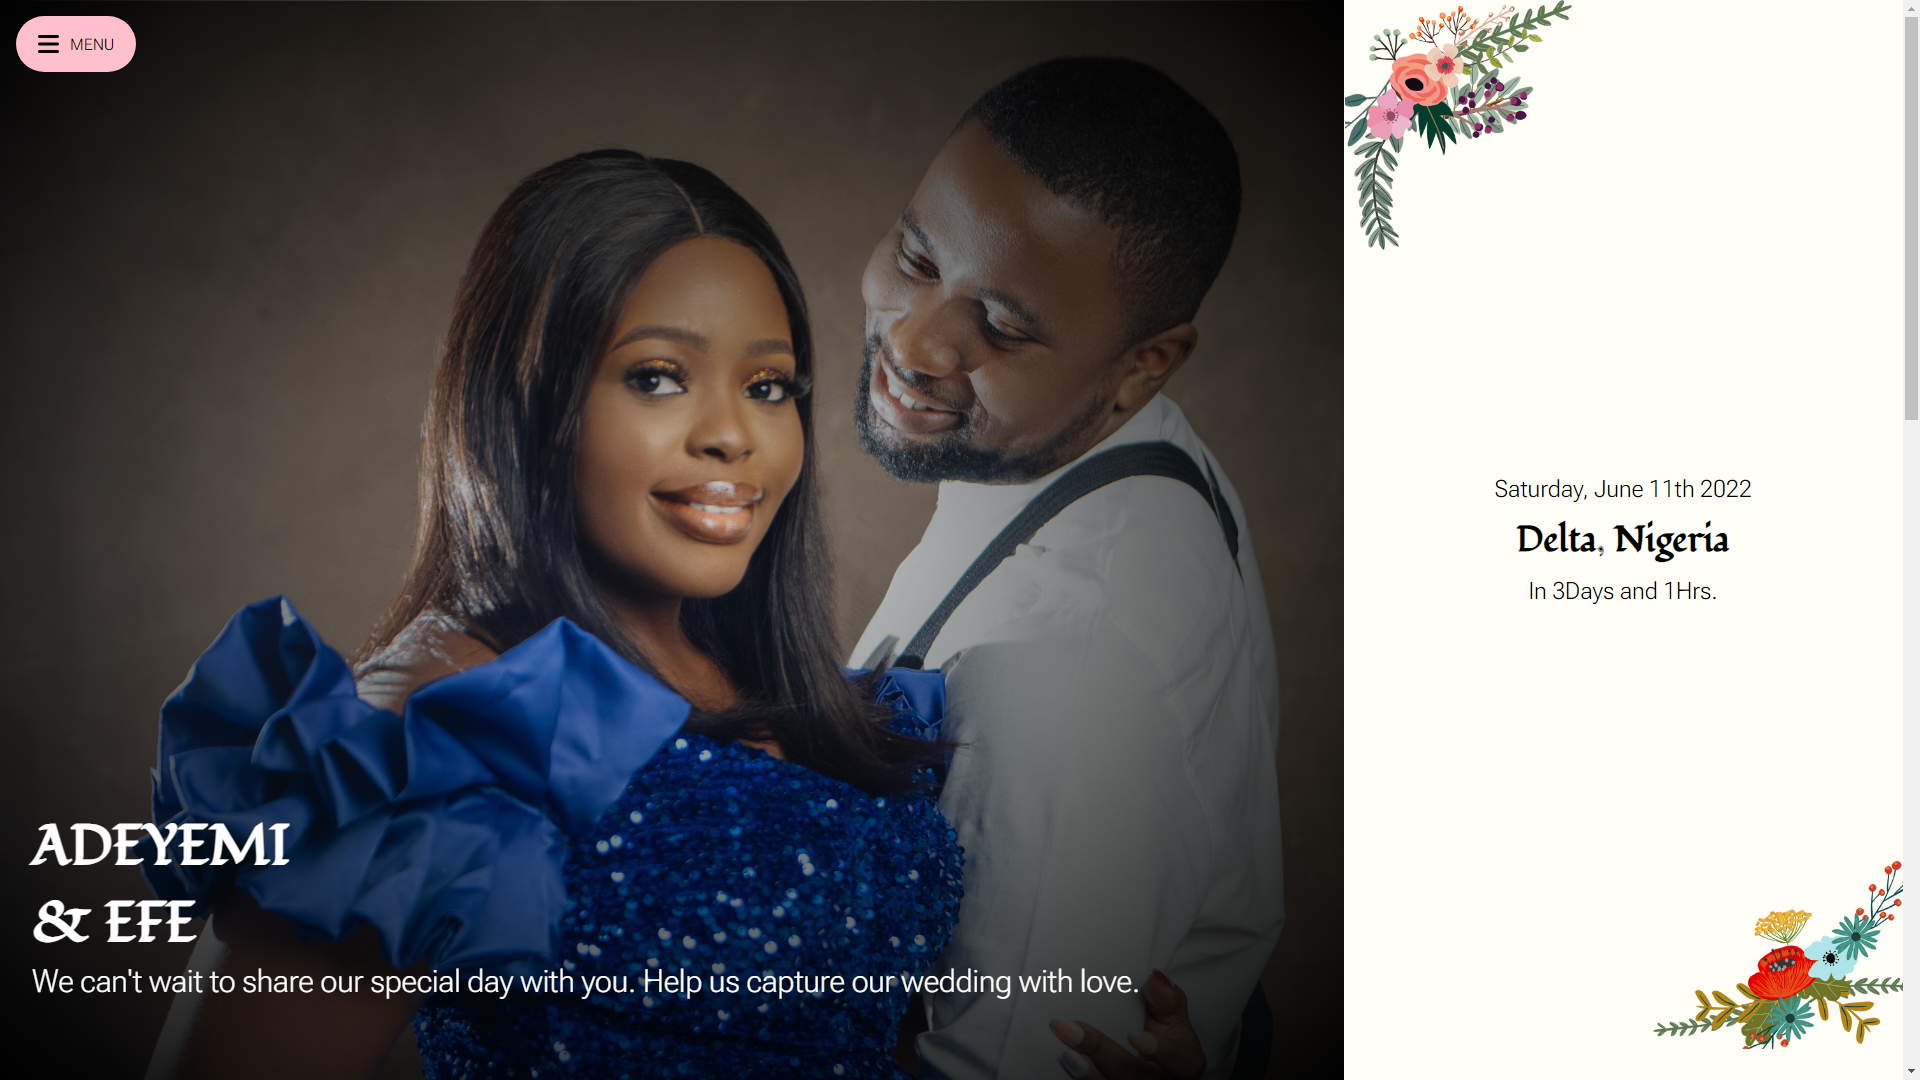 MENU
ADEYEMI
& EFE
We can't wait to share our special day with you. Help us capture our wedding with love.
Saturday, June 11th 2022
Delta, Nigeria
In 3Days and 1Hrs.